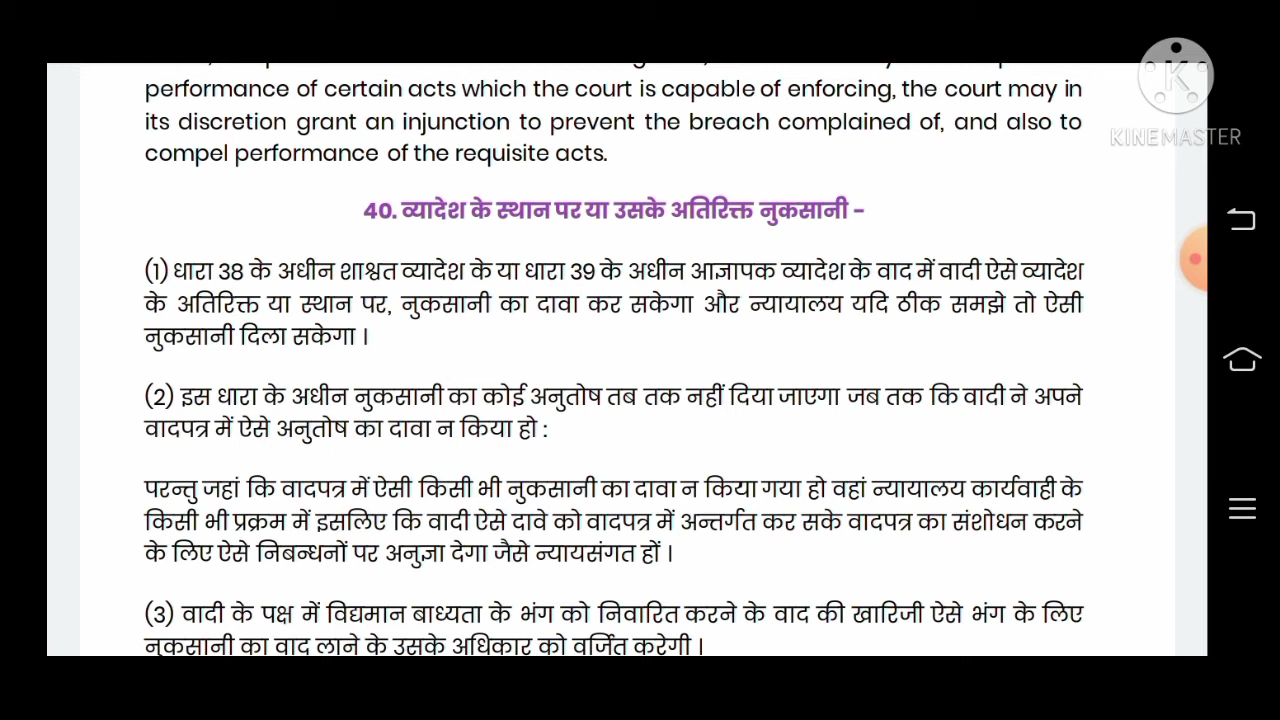 performance of certain acts which the court is capable of enforcing, the court may in
its discretion grant an injunction to prevent the breach complained of, and also to
compel performance of the requisite acts.
40. व्यादेश के स्थान पर या उसके अतिरिक्त नुकसानी -
(1) धारा 38 के अधीन शाश्वत व्यादेश के या धारा 39 के अधीन आज्ञापक व्यादेश के वाद में वादी ऐसे व्यादेश
के अतिरिक्त या स्थान पर, नुकसानी का दावा कर सकेगा और न्यायालय यदि ठीक समझे तो ऐसी
नुकसानी दिला सकेगा ।
(2) इस धारा के अधीन नुकसानी का कोई अनुतोष तब तक नहीं दिया जाएगा जब तक कि वादी ने अपने
वादपत्र में ऐसे अनुतोष का दावा न किया हो :
परन्तु जहां कि वादपत्र में ऐसी किसी भी नुकसानी का दावा न किया गया हो वहां न्यायालय कार्यवाही के
किसी भी प्रक्रम में इसलिए कि वादी ऐसे दावे को वादपत्र में अन्तर्गत कर सके वादपत्र का संशोधन करने
के लिए ऐसे निबन्धनों पर अनुज्ञा देगा जैसे न्यायसंगत हों ।
(3) वादी के पक्ष में विद्यमान बाध्यता के भंग को निवारित करने के वाद की खारिजी ऐसे भंग के लिए
नुकसानी का वाद लाने के उसके अधिकार को वर्जित करेगी ।
K
KINEMASTER